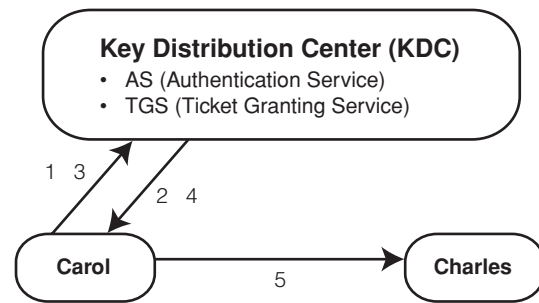 Key Distribution Center (KDC)
• AS (Authentication Service)
• TGS (Ticket Granting Service)
1 3
2 4
Carol
5
Charles